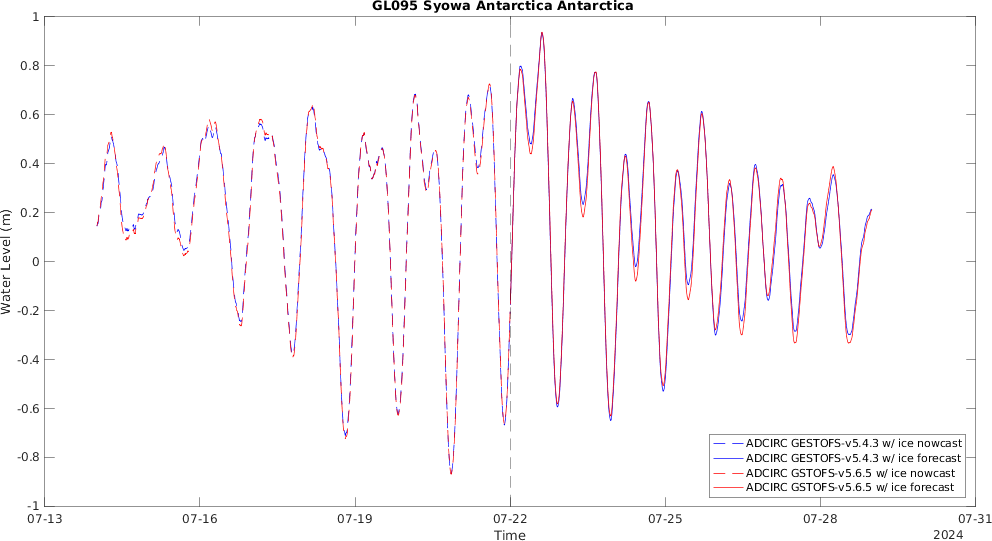 GL095 Syowa Antarctica Antarctica
1
0.8
0.6
0.4
0.2
0
-0.2
-0.4
-0.6
-0.8
-1
Water Level (m)
07-13
07-16
07-19
07-22
07-25
07-28
07-31
Time
2024
ADCIRC GESTOFS-v5.4.3 w/ ice nowcast
ADCIRC GESTOFS-v5.4.3 w/ ice forecast
ADCIRC GSTOFS-v5.6.5 w/ ice nowcast
ADCIRC GSTOFS-v5.6.5 w/ ice forecast